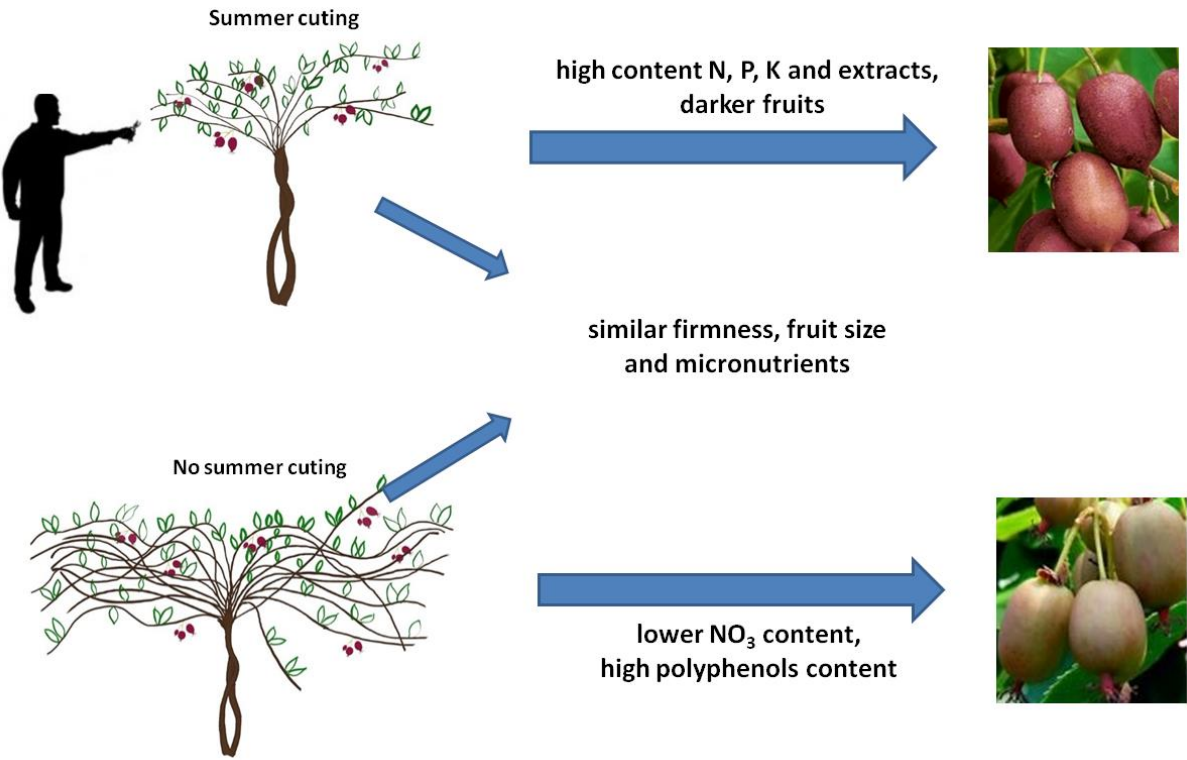 Summer cuting
high content N, P, K and extracts,
darker fruits
similar firmness, fruit size
and micronutrients
No summer cuting
lower NO₃ content,
high polyphenols content